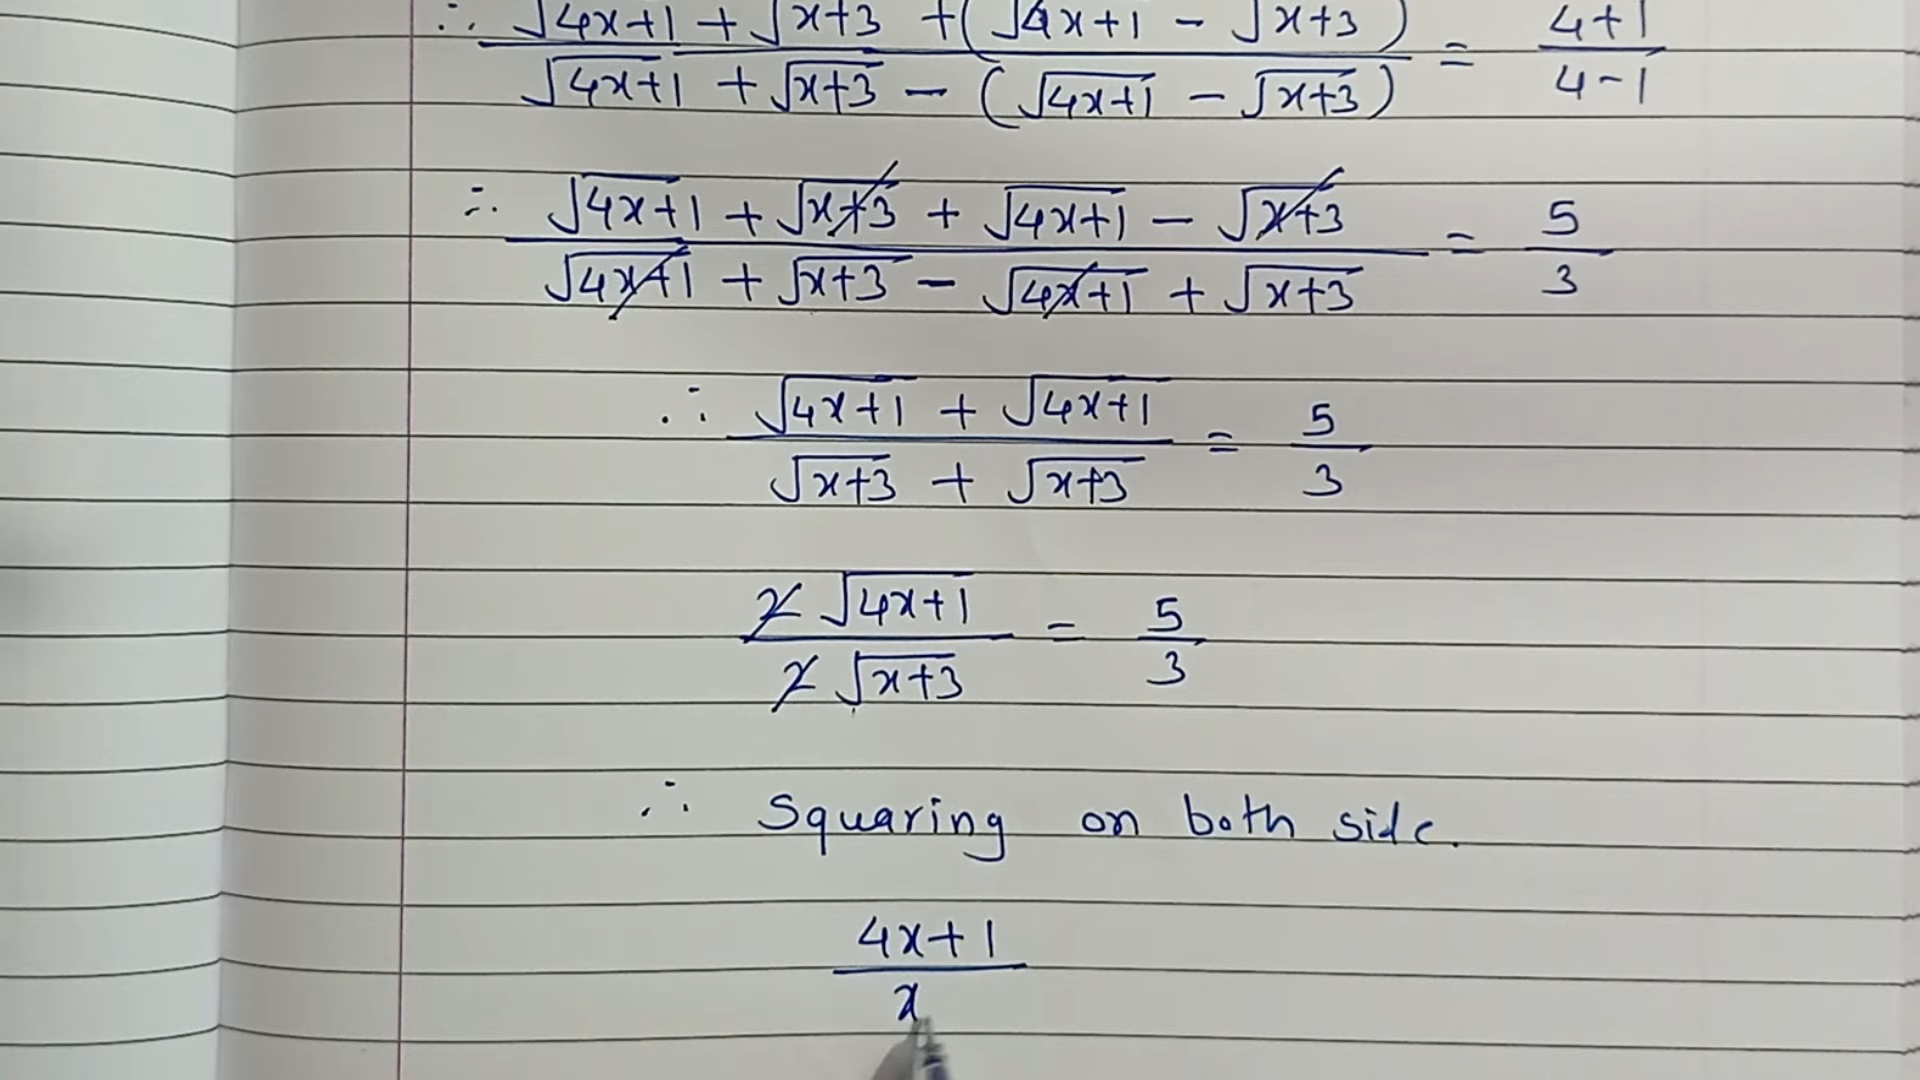 ∴ √4x+1 + √x+3 + (√4x+1 - √x+3) / √4x+1 + √x+3 - (√4x+1 - √x+3) = 4+1 / 4-1
∴ √4x+1 + √x+3 + √4x+1 - √x+3 / √4x+1 + √x+3 - √4x+1 + √x+3 = 5 / 3
∴ √4x+1 + √4x+1 / √x+3 + √x+3 = 5 / 3
2 √4x+1 / 2 √x+3 = 5 / 3
∴ Squaring on both side.
4x+1 / x